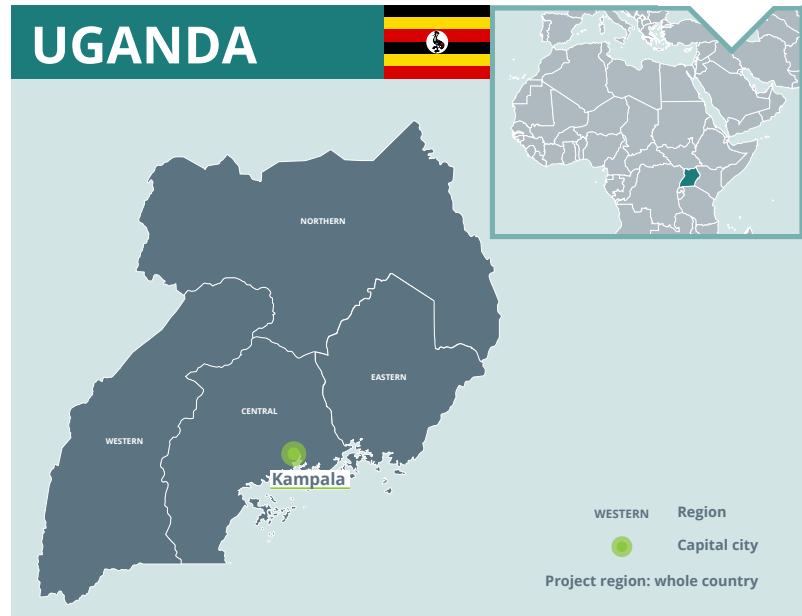 UGANDA
NORTHERN
EASTERN
CENTRAL
WESTERN
Kampala
WESTERN Region
Capital city
Project region: whole country